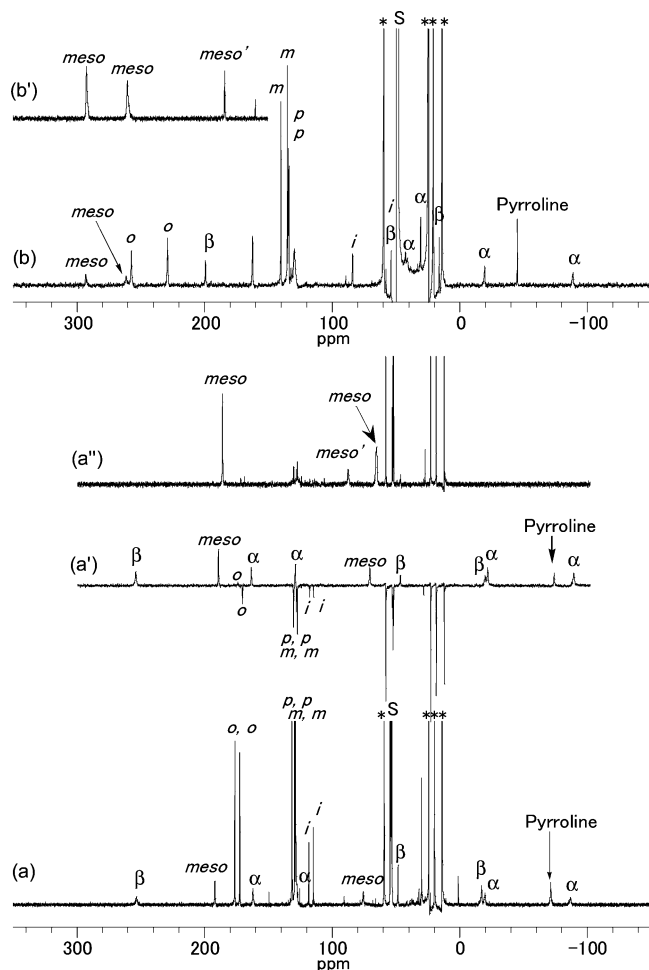 * S ***
meso meso meso' m
(b')
m p
p
Pyrroline
meso o o β i i β α α β α α
(b) meso
300 200 100 0 -100
ppm
meso
meso
(a'') meso'
Pyrroline
β meso o α α meso β β α α
(a')
o i i
p, p
m, m
p, p * S ***
o, o m, m
i
Pyrroline
i β
β meso α α meso β α α
(a)
300 200 100 0 -100
ppm